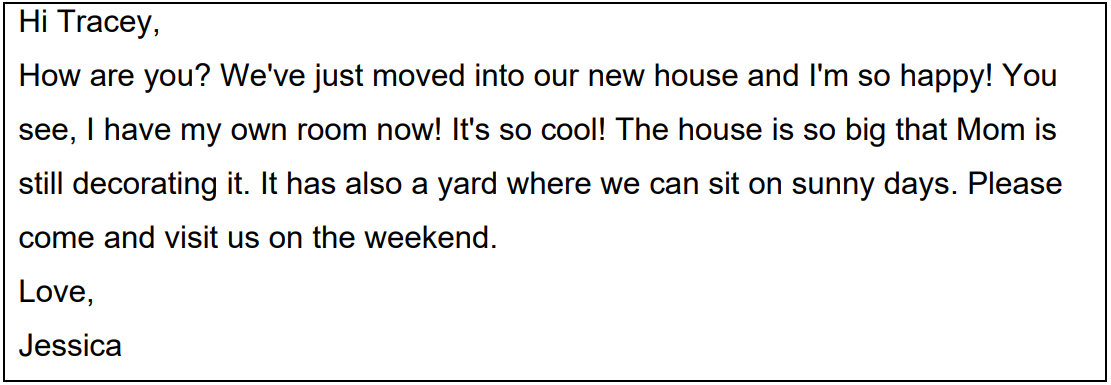 Hi Tracey,
How are you? We've just moved into our new house and I'm so happy! You
see, I have my own room now! It's so cool! The house is so big that Mom is
still decorating it. It has also a yard where we can sit on sunny days. Please
come and visit us on the weekend.
Love,
Jessica